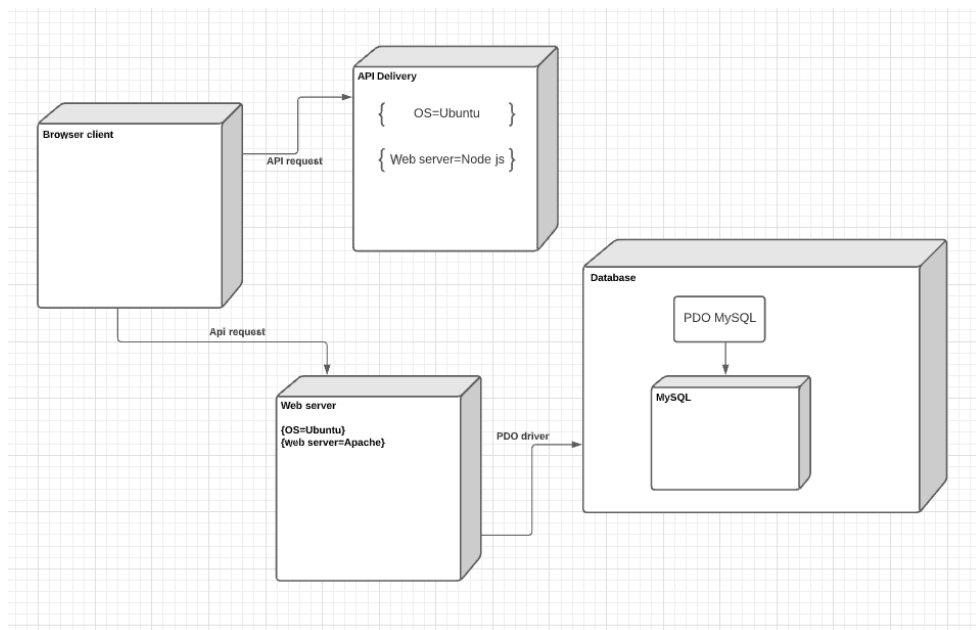 API Delivery
{ OS=Ubuntu }
{ Web server=Node js }
Browser client
API request
Database
PDO MySQL
MySQL
Api request
Web server
{OS=Ubuntu}
{web server=Apache}
PDO driver